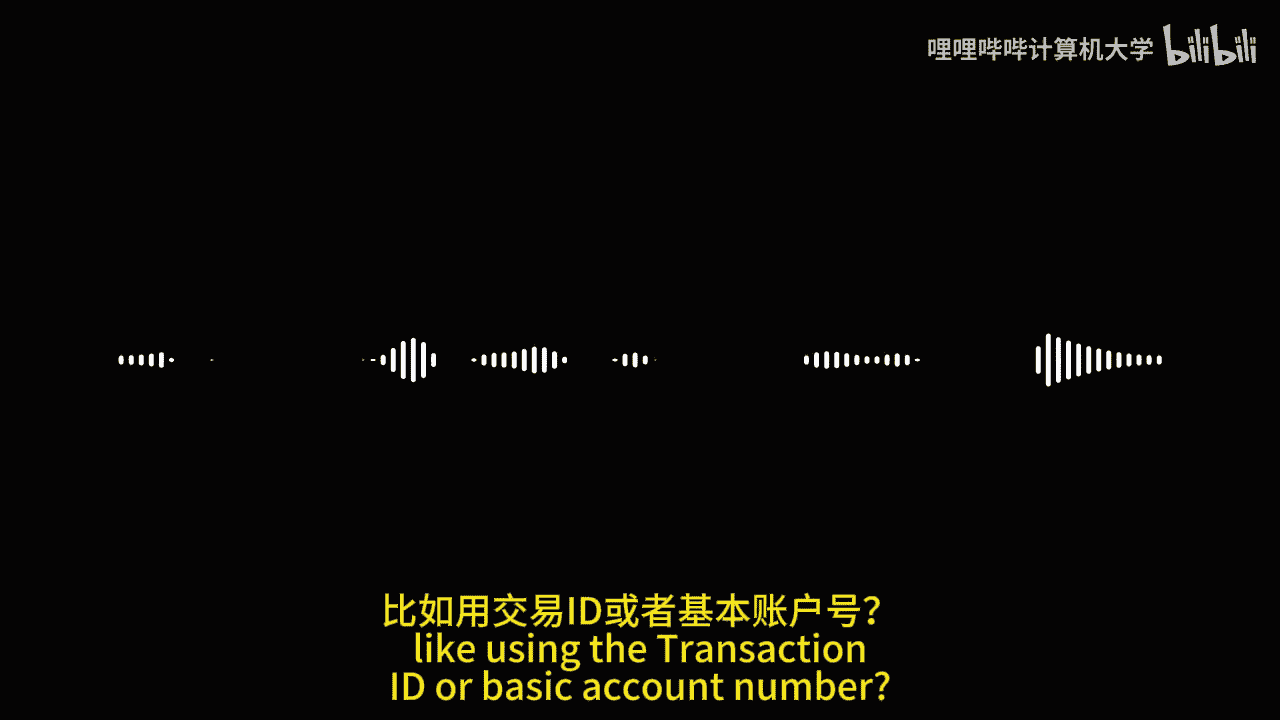 哩哩哔哔计算机大学 bilibili
比如用交易ID或者基本账户号？
like using the Transaction
ID or basic account number?